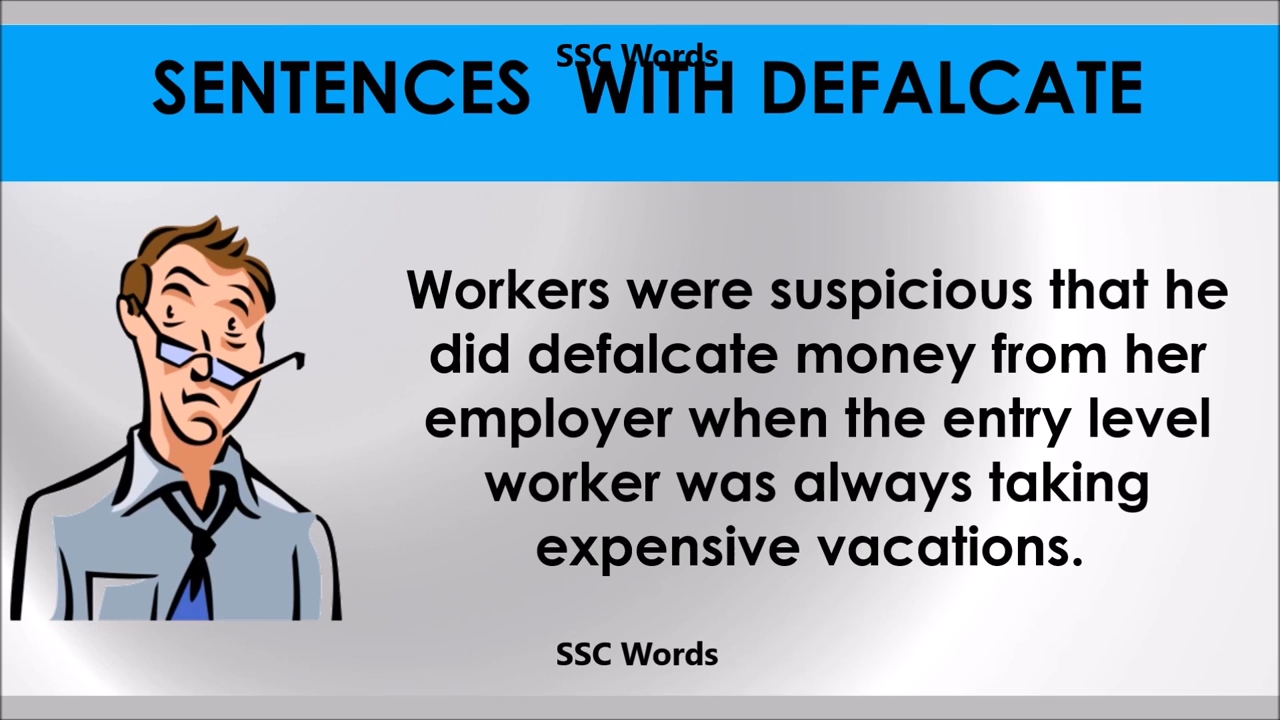 SSC Words
SENTENCES WITH DEFALCATE
Workers were suspicious that he
did defalcate money from her
employer when the entry level
worker was always taking
expensive vacations.
SSC Words